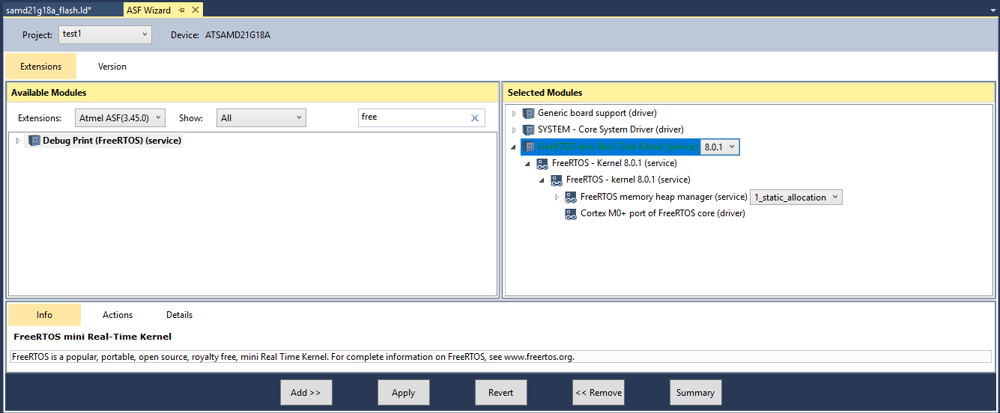 samd21g18a_flash.ld* ASF Wizard
Project: test1 Device: ATSAMD21G18A
Extensions Version
Available Modules
Extensions: Atmel ASF(3.45.0) Show: All free
Debug Print (FreeRTOS) (service)
Selected Modules
Generic board support (driver)
SYSTEM - Core System Driver (driver)
FreeRTOS mini Real-Time Kernel (service) 8.0.1
FreeRTOS - Kernel 8.0.1 (service)
FreeRTOS - kernel 8.0.1 (service)
FreeRTOS memory heap manager (service) 1_static_allocation
Cortex M0+ port of FreeRTOS core (driver)
Info Actions Details
FreeRTOS mini Real-Time Kernel
FreeRTOS is a popular, portable, open source, royalty free, mini Real Time Kernel. For complete information on FreeRTOS, see www.freertos.org.
Add >> Apply Revert << Remove Summary